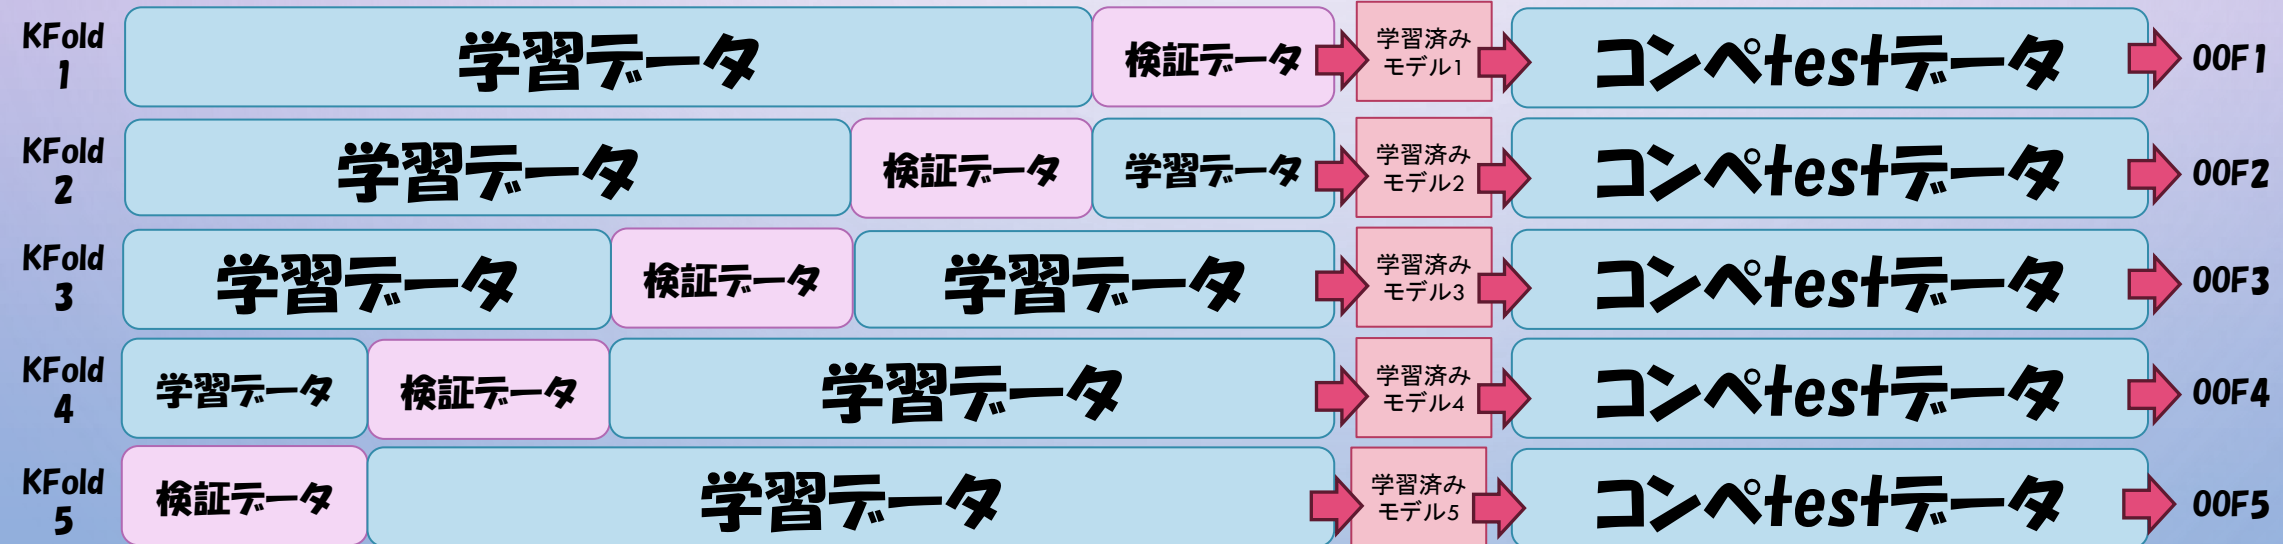 KFold
1
学習データ
検証データ
学習済み
モデル1
コンペtestデータ
OOF1
KFold
2
学習データ
検証データ
学習データ
学習済み
モデル2
コンペtestデータ
OOF2
KFold
3
学習データ
検証データ
学習データ
学習済み
モデル3
コンペtestデータ
OOF3
KFold
4
学習データ
検証データ
学習データ
学習済み
モデル4
コンペtestデータ
OOF4
KFold
5
検証データ
学習データ
学習済み
モデル5
コンペtestデータ
OOF5